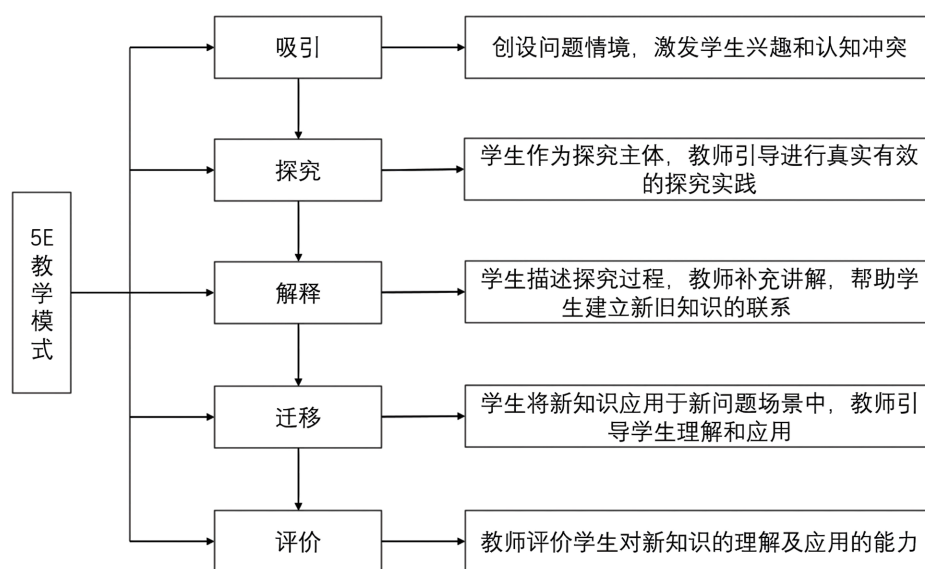 5E
教
学
模
式
吸引
创设问题情境，激发学生兴趣和认知冲突
探究
学生作为探究主体，教师引导进行真实有效
的探究实践
解释
学生描述探究过程，教师补充讲解，帮助学
生建立新旧知识的联系
迁移
学生将新知识应用于新问题场景中，教师引
导学生理解和应用
评价
教师评价学生对新知识的理解及应用的能力